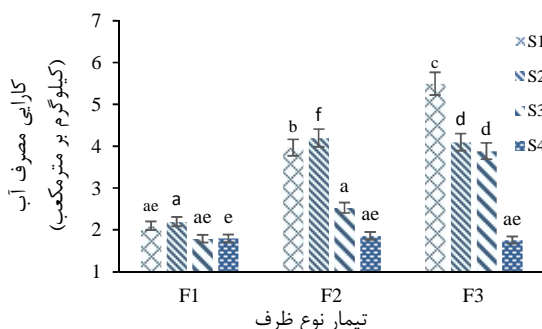 7
6
5
4
3
2
1
کارایی مصرف آب
(کیلوگرم بر مترمکعب)
ae a ae e
b f a ae
c d d ae
F1 F2 F3
تیمار نوع ظرف
S1
S2
S3
S4